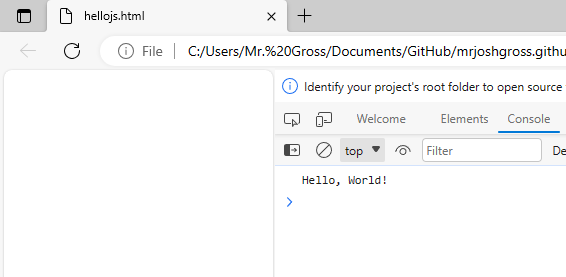 hellojs.html
File C:/Users/Mr.%20Gross/Documents/GitHub/mrjoshgross.githu
Identify your project's root folder to open source
Welcome Elements Console
top Filter De
Hello, World!